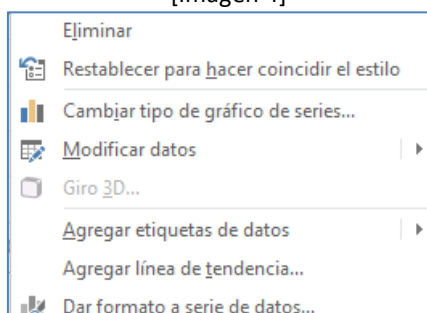 [Imagen 4]
Eliminar
Restablecer para hacer coincidir el estilo
Cambiar tipo de gráfico de series...
Modificar datos
Giro 3D...
Agregar etiquetas de datos
Agregar línea de tendencia...
Dar formato a serie de datos...